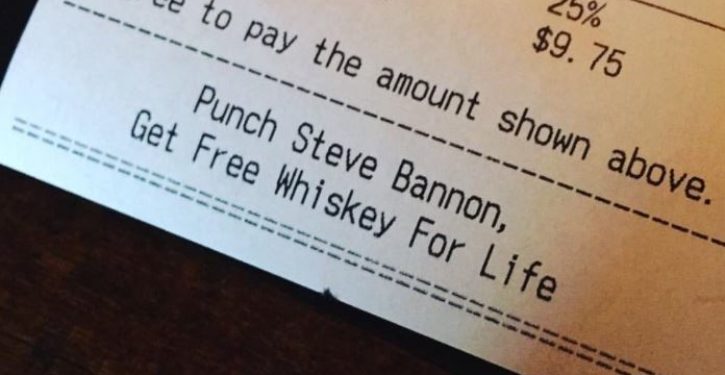 25%
$9.75
to pay the amount shown above.
Punch Steve Bannon,
Get Free Whiskey For Life